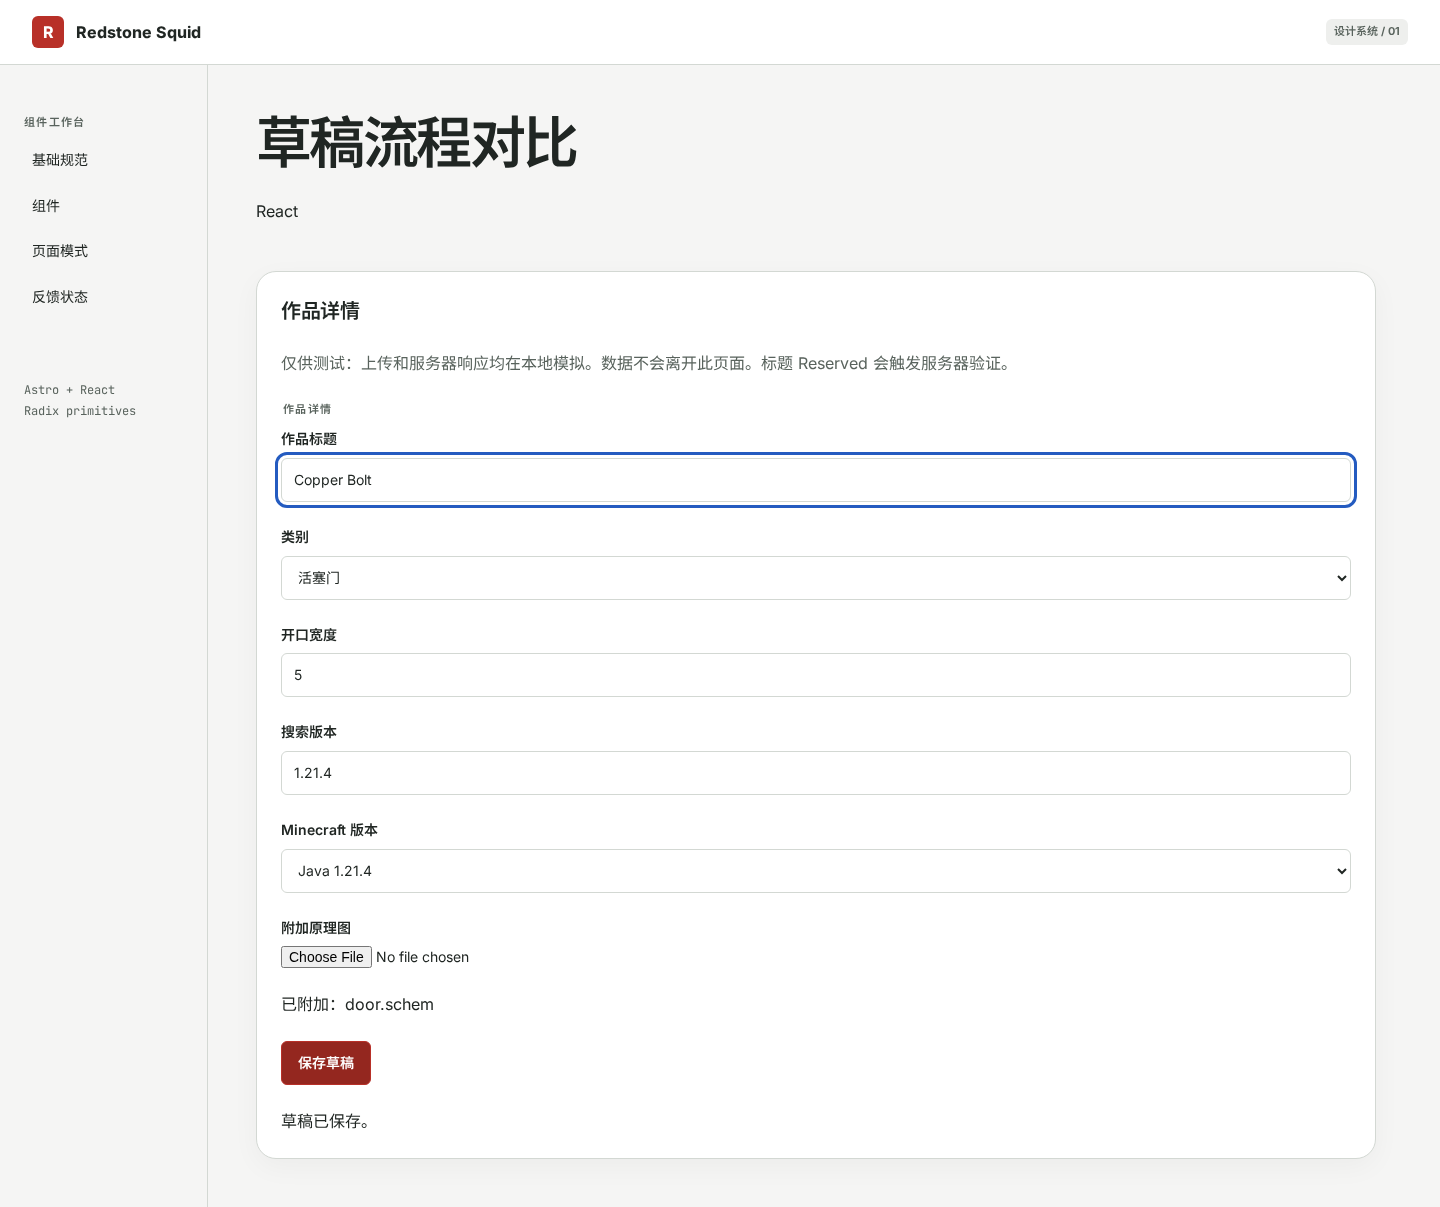 R Redstone Squid
设计系统 / 01
组件工作台
基础规范
组件
页面模式
反馈状态
Astro + React
Radix primitives
草稿流程对比
React
作品详情
仅供测试：上传和服务器响应均在本地模拟。数据不会离开此页面。标题 Reserved 会触发服务器验证。
作品详情
作品标题
Copper Bolt
类别
活塞门
开口宽度
5
搜索版本
1.21.4
Minecraft 版本
Java 1.21.4
附加原理图
Choose File No file chosen
已附加：door.schem
保存草稿
草稿已保存。